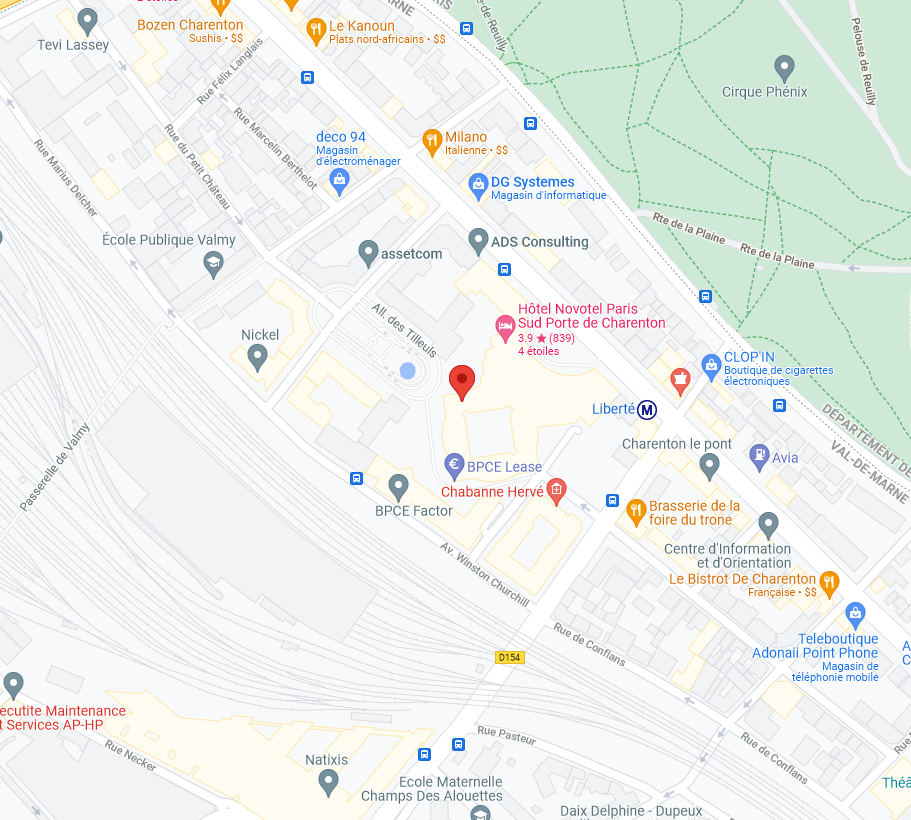 Bozen Charenton
Sushis • $$
Le Kanoun
Plats nord-africains • $$
Tevi Lassey
MARNE
de Reuilly
Pelouse de Reuilly
Rue Félix Langlais
Cirque Phénix
Rue Marcelin Berthelot
Rue du Petit Château
Rue Marius Delcher
deco 94
Magasin
d'électroménager
Milano
Italienne • $$
DG Systemes
Magasin d'informatique
Rte de la Plaine
Rte de la Plaine
École Publique Valmy
assetcom
ADS Consulting
All. des Tilleuls
Hôtel Novotel Paris
Sud Porte de Charenton
3.9 ★ (839)
4 étoiles
Nickel
CLOP'IN
Boutique de cigarettes
électroniques
Liberté
M
DÉPARTEMENT DE
VAL-DE-MARNE
Charenton le pont
Avia
Passerelle de Valmy
€
BPCE Lease
Chabanne Hervé
BPCE Factor
Brasserie de la
foire du trone
Centre d'Information
et d'Orientation
Av. Winston Churchill
Le Bistrot De Charenton
Française • $$
Teleboutique
Adonaii Point Phone
Magasin de
téléphonie mobile
A
C
Rue de Conflans
D154
ecutite Maintenance
t Services AP-HP
Rue Necker
Rue Pasteur
Rue de Conflans
Natixis
Ecole Maternelle
Champs Des Alouettes
Théâ
Daix Delphine - Dupeux